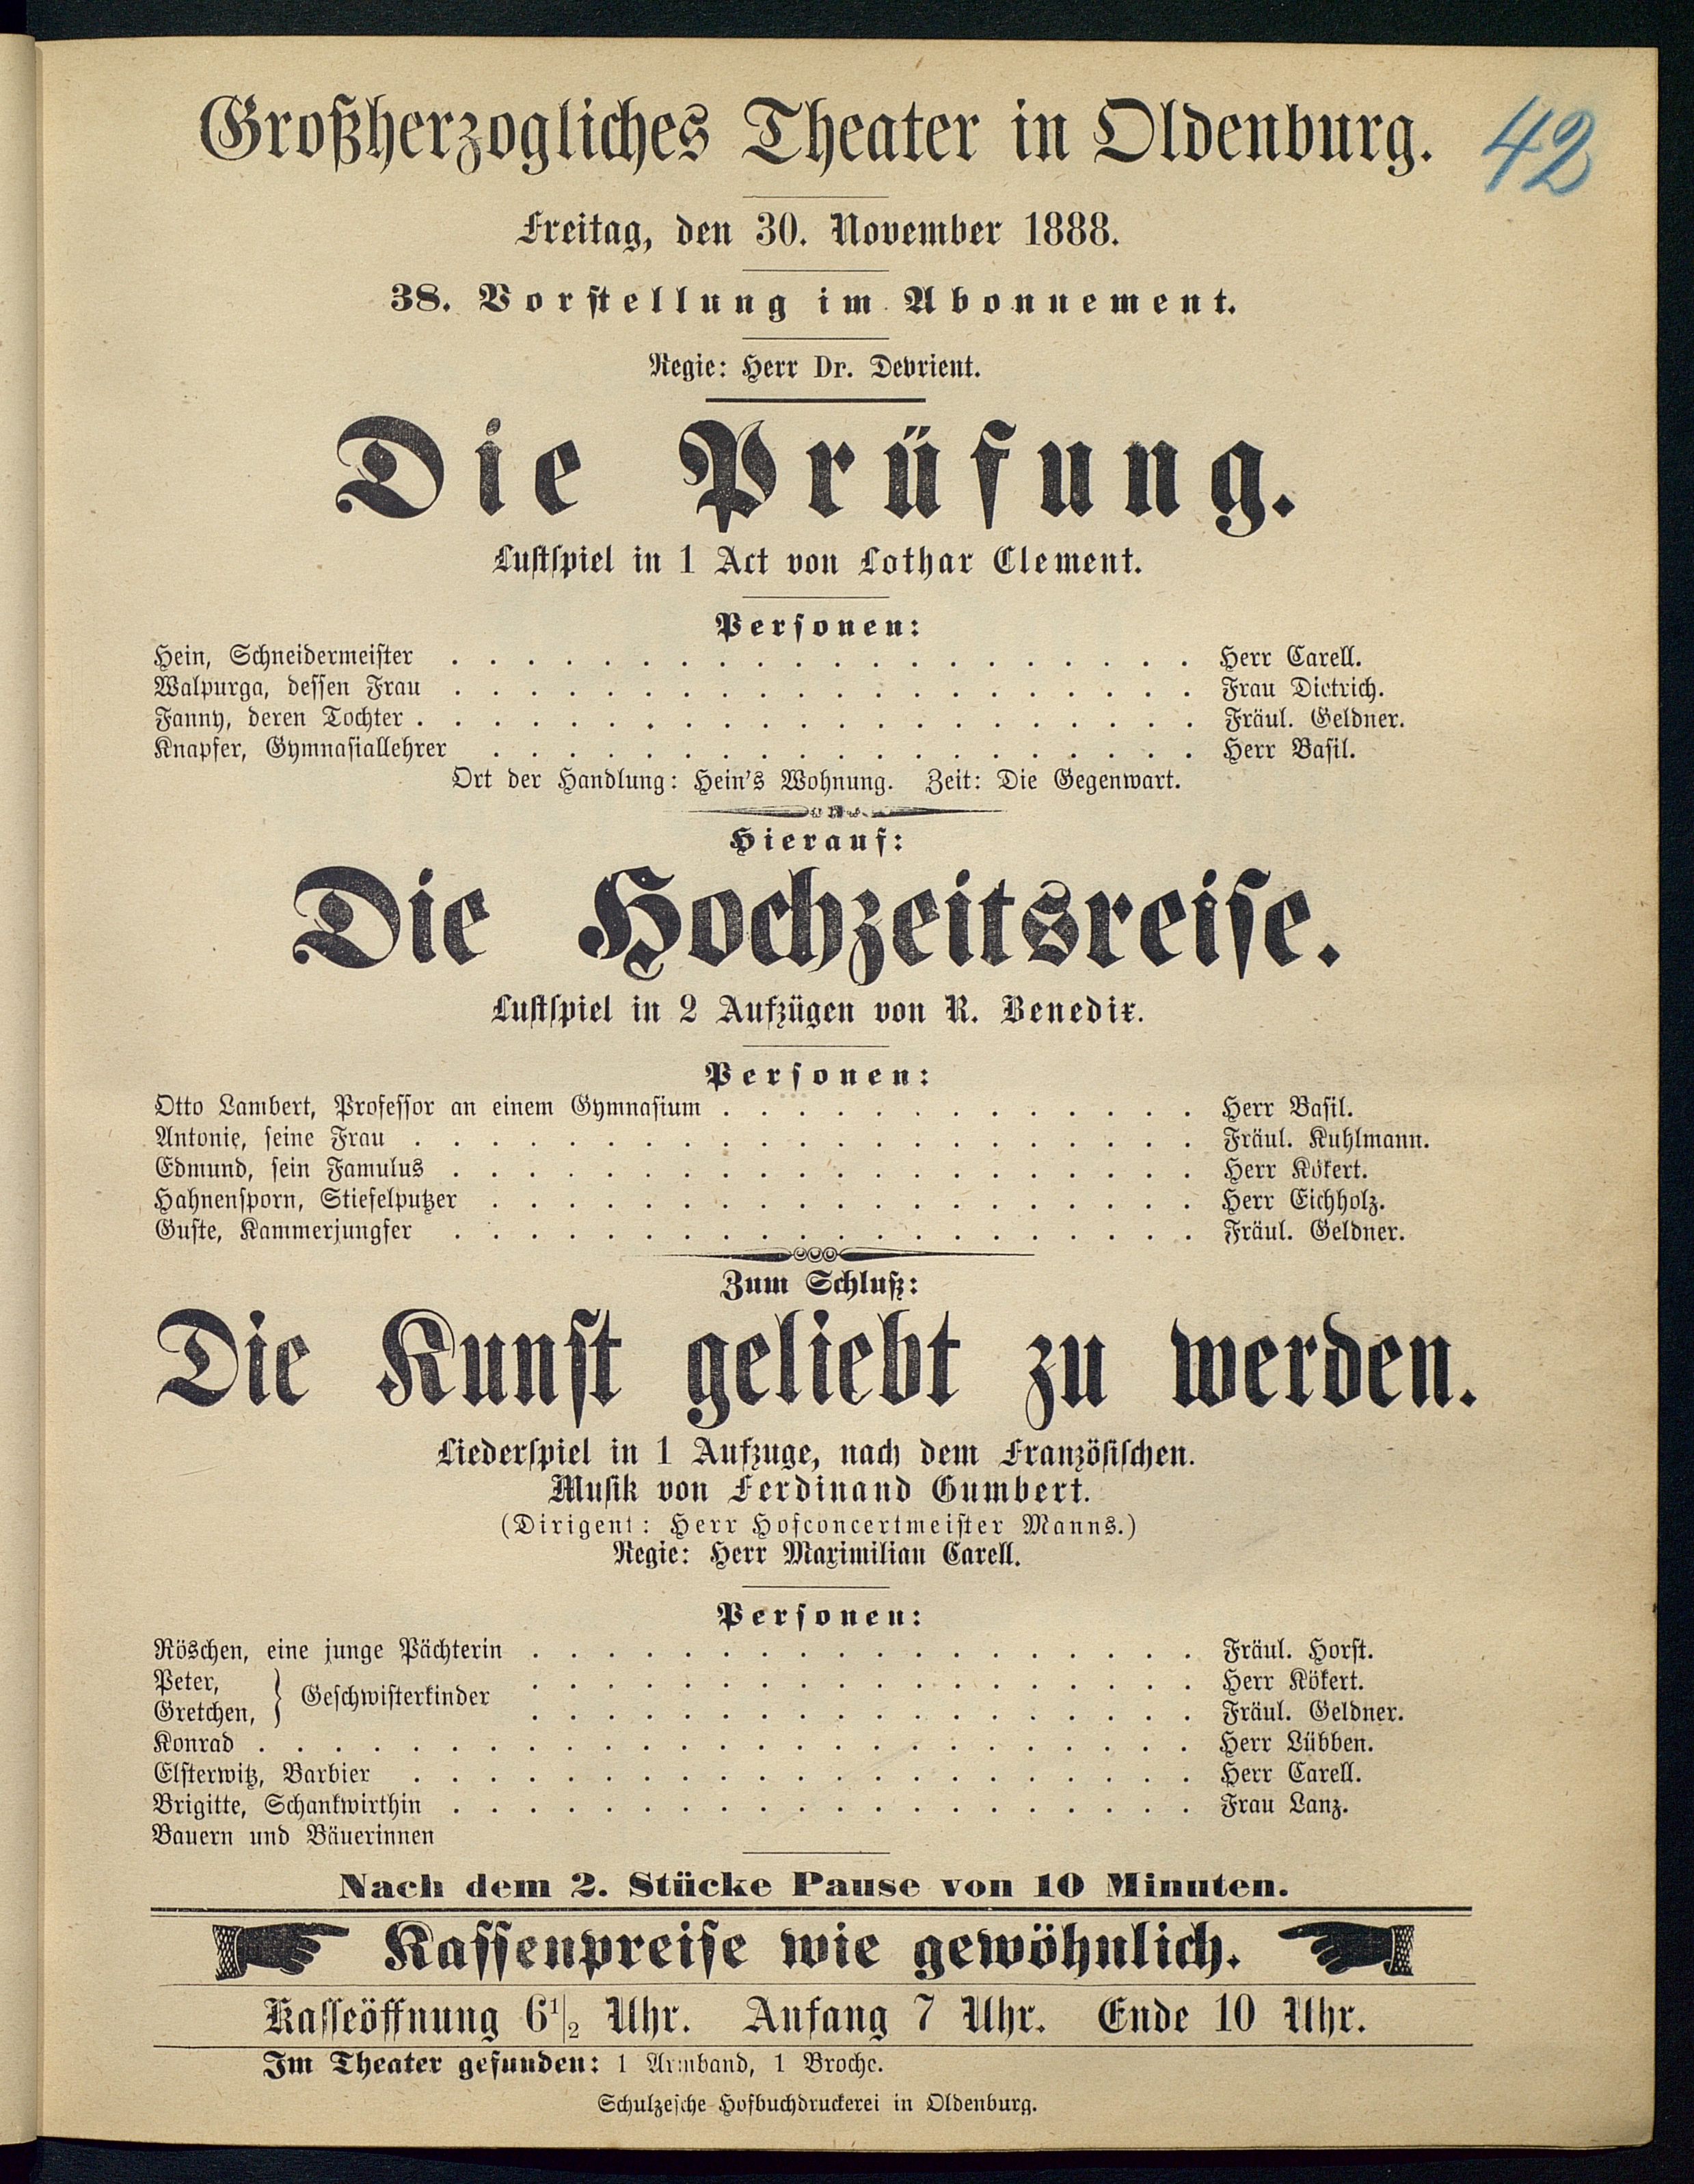 Großherzogliches Theater in Oldenburg.
42
Freitag, den 30. November 1888.
38. Vorstellung im Abonnement.
Regie: Herr Dr. Devrient.
Die Prüfung.
Lustspiel in 1 Act von Lothar Clement.
Personen:
Hein, Schneidermeister . . . . . . . . . . . . . . . . . . . . Herr Carell.
Walpurga, dessen Frau . . . . . . . . . . . . . . . . . . . . Frau Dietrich.
Fanny, deren Tochter . . . . . . . . . . . . . . . . . . . . . Fräul. Geldner.
Knapfer, Gymnasiallehrer . . . . . . . . . . . . . . . . . . . Herr Basil.
Ort der Handlung: Hein's Wohnung. Zeit: Die Gegenwart.
Hierauf:
Die Hochzeitsreise.
Lustspiel in 2 Aufzügen von R. Benedix.
Personen:
Otto Lambert, Professor an einem Gymnasium . . . . . . . . . . . . . Herr Basil.
Antonie, seine Frau . . . . . . . . . . . . . . . . . . . . . Fräul. Kuhlmann.
Edmund, sein Famulus . . . . . . . . . . . . . . . . . . . . Herr Kökert.
Hahnensporn, Stiefelputzer . . . . . . . . . . . . . . . . . . . Herr Eichholz.
Guste, Kammerjungfer . . . . . . . . . . . . . . . . . . . . Fräul. Geldner.
Zum Schluß:
Die Kunst geliebt zu werden.
Liederspiel in 1 Aufzuge, nach dem Französischen.
Musik von Ferdinand Gumbert.
(Dirigent: Herr Hofconcertmeister Manns.)
Regie: Herr Maximilian Carell.
Personen:
Röschen, eine junge Pächterin . . . . . . . . . . . . . . . . . . Fräul. Horst.
Peter, } Geschwisterkinder . . . . . . . . . . . . . . . . . . Herr Kökert.
Gretchen, . . . . . . . . . . . . . . . . . . Fräul. Geldner.
Konrad . . . . . . . . . . . . . . . . . . . . . . . . . Herr Lübben.
Elsterwitz, Barbier . . . . . . . . . . . . . . . . . . . . . Herr Carell.
Brigitte, Schankwirthin . . . . . . . . . . . . . . . . . . . . Frau Lanz.
Bauern und Bäuerinnen
Nach dem 2. Stücke Pause von 10 Minuten.
Kassenpreise wie gewöhnlich.
Kasseöffnung 6 1/2 Uhr. Anfang 7 Uhr. Ende 10 Uhr.
Im Theater gefunden: 1 Armband, 1 Broche.
Schulzesche Hofbuchdruckerei in Oldenburg.